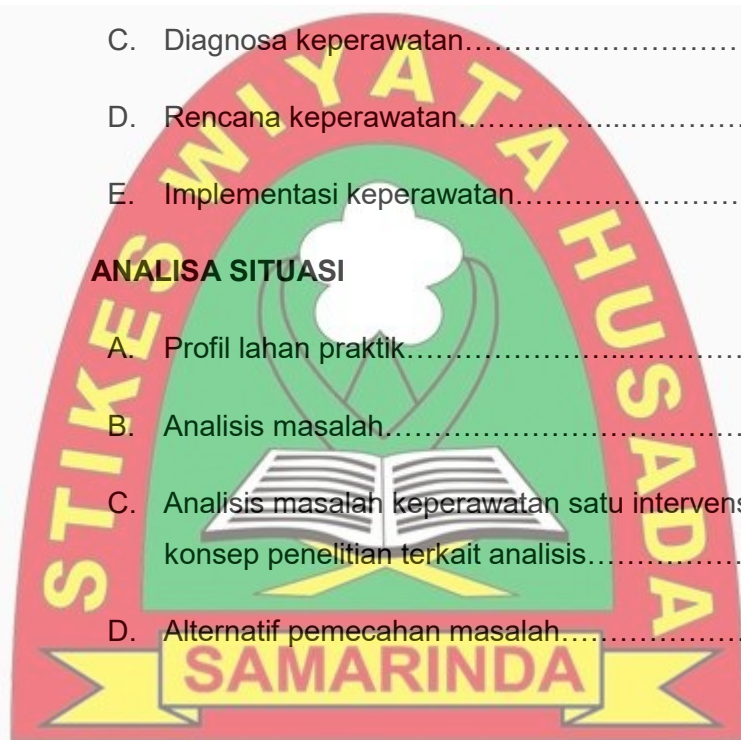 C. Diagnosa keperawatan……………………………
D. Rencana keperawatan………………...…………
E. Implementasi keperawatan……………………
ANALISA SITUASI
A. Profil lahan praktik……………………...…………
B. Analisis masalah………………………………...…
C. Analisis masalah keperawatan satu intervens
konsep penelitian terkait analisis…………………
D. Alternatif pemecahan masalah……………………
STIKES WIYATA HUSADA
SAMARINDA